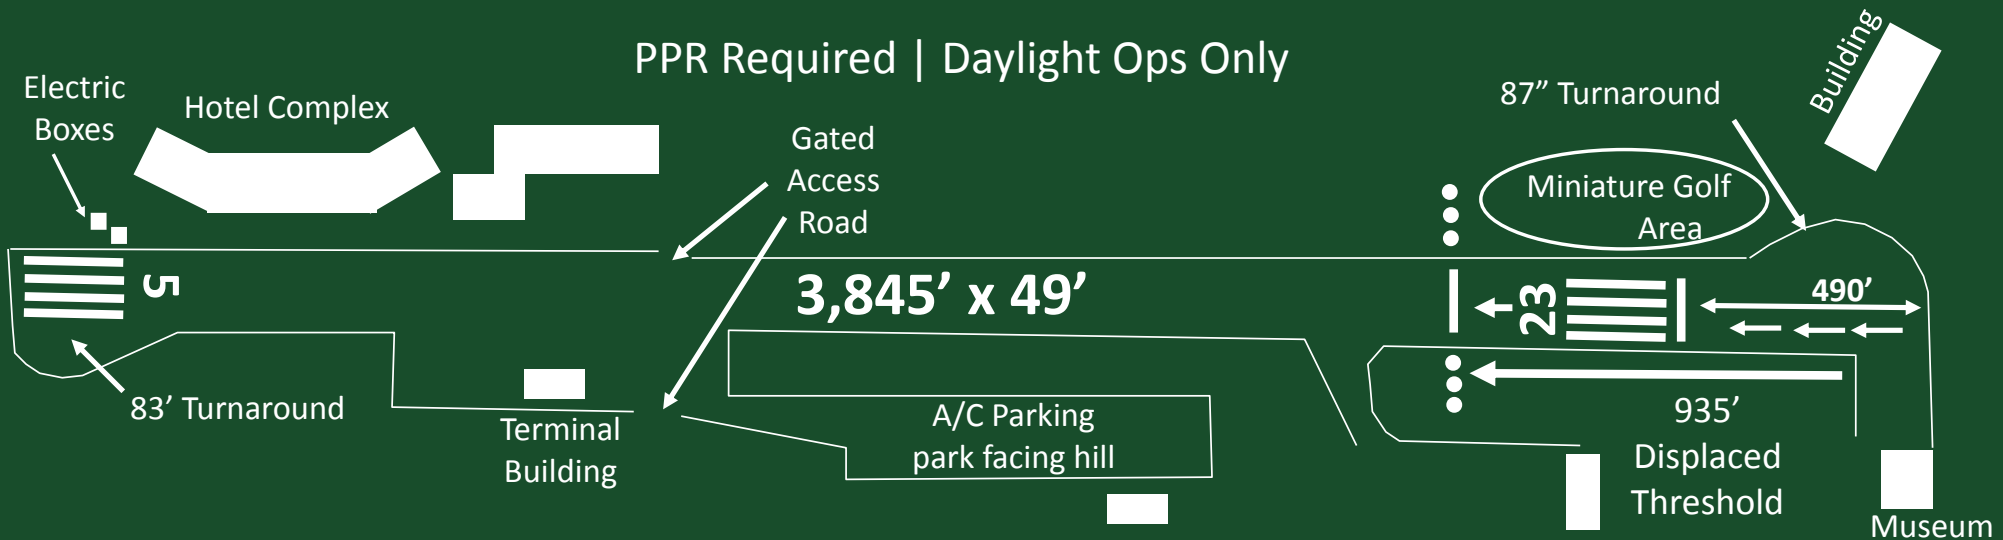 PPR Required | Daylight Ops Only
Electric
Boxes
Hotel Complex
Gated
Access
Road
87” Turnaround
Building
Miniature Golf
Area
5
3,845’ x 49’
23
490’
83’ Turnaround
Terminal
Building
A/C Parking
park facing hill
935’
Displaced
Threshold
Museum